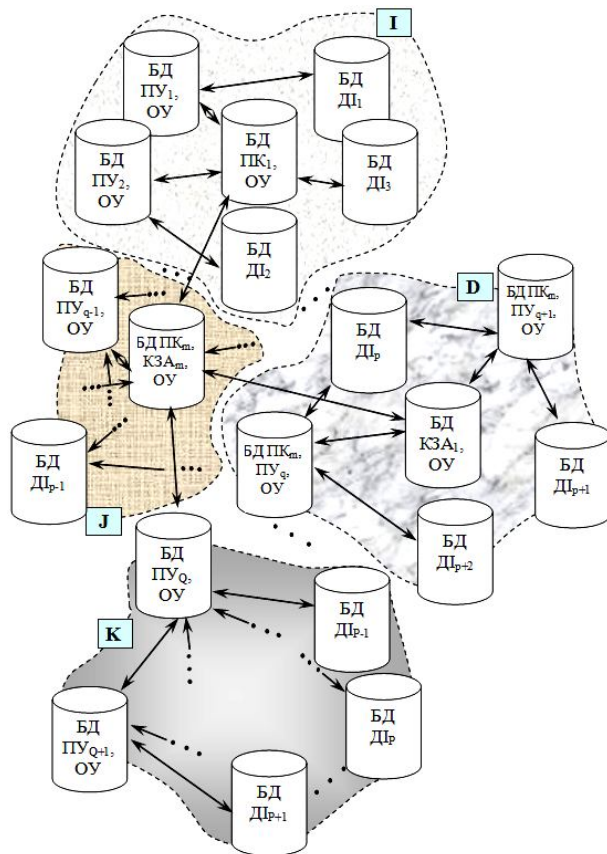 I
БД
ПУ₁,
ОУ
БД
ДІ₁
БД
ПК₁,
ОУ
БД
ПУ₂,
ОУ
БД
ДІ₃
БД
ДІ₂
БД
ПУq-1,
ОУ
D
БД ПКm,
ПУq+1,
ОУ
БД
ДІp
БД ПКm,
КЗАm,
ОУ
БД
КЗА₁,
ОУ
БД ПКm,
ПУq,
ОУ
БД
ДІp-1
БД
ДІp+1
J
БД
ДІp+2
БД
ПУQ,
ОУ
БД
ДІP-1
K
БД
ПУQ+1,
ОУ
БД
ДІP
БД
ДІP+1